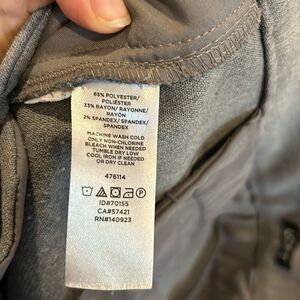 65% POLYESTER/
POLIÉSTER
33% RAYON/ RAYONNE/
RAYÓN
2% SPANDEX/SPANDEX/
SPANDEX
MACHINE WASH COLD
ONLY NON-CHLORINE
BLEACH WHEN NEEDED
TUMBLE DRY LOW
COOL IRON IF NEEDED
OR DRY CLEAN
476114
ID#70155
CA#57421
RN#140923